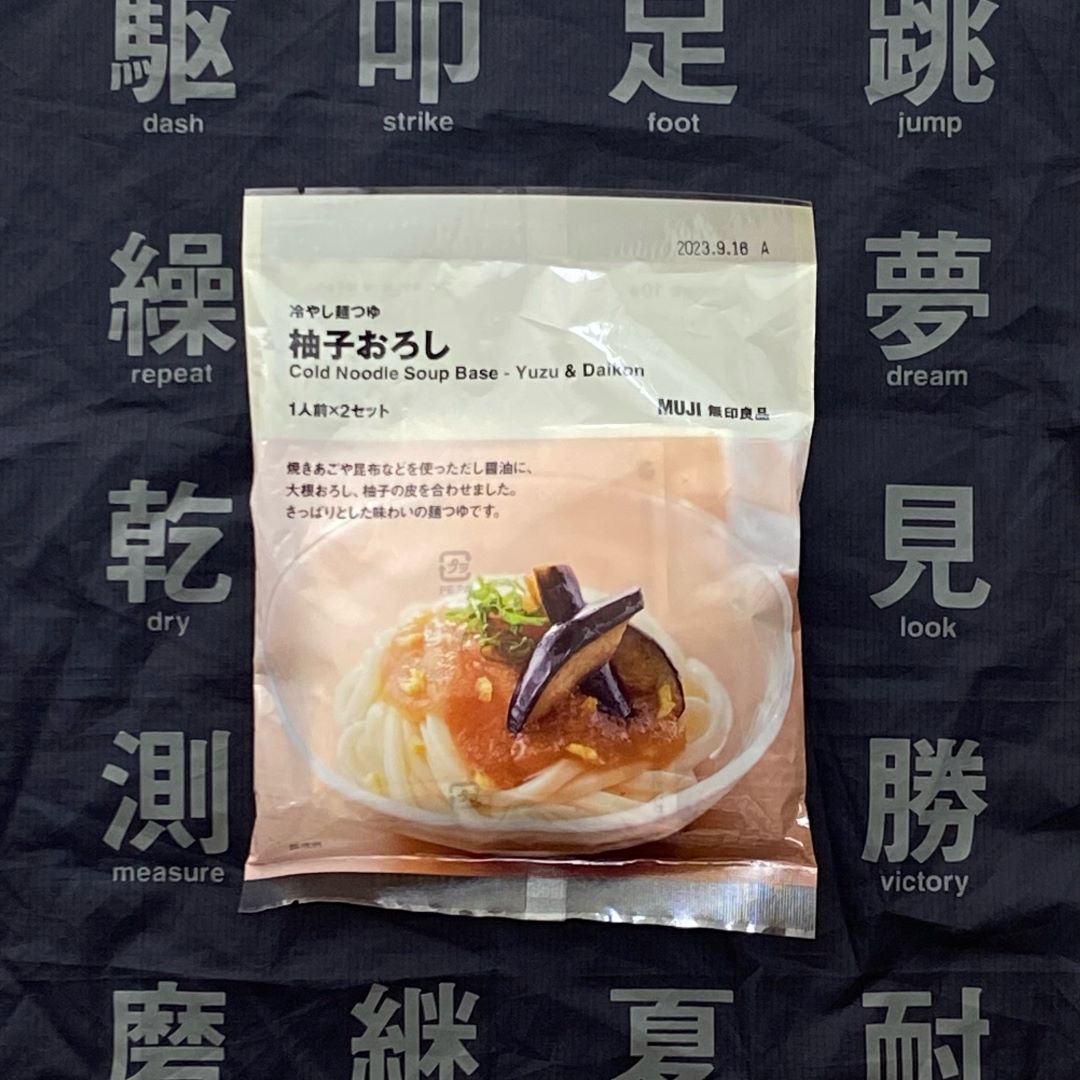 駆 叩 足 跳
dash strike foot jump
2023.9.16 A
繰 夢
repeat dream
冷やし麺つゆ
柚子おろし
Cold Noodle Soup Base - Yuzu & Daikon
1人前×2セット
MUJI 無印良品
焼きあごや昆布などを使っただし醤油に、
大根おろし、柚子の皮を合わせました。
さっぱりとした味わいの麺つゆです。
乾 見
dry look
プラ
測 勝
measure victory
磨 継 夏 耐